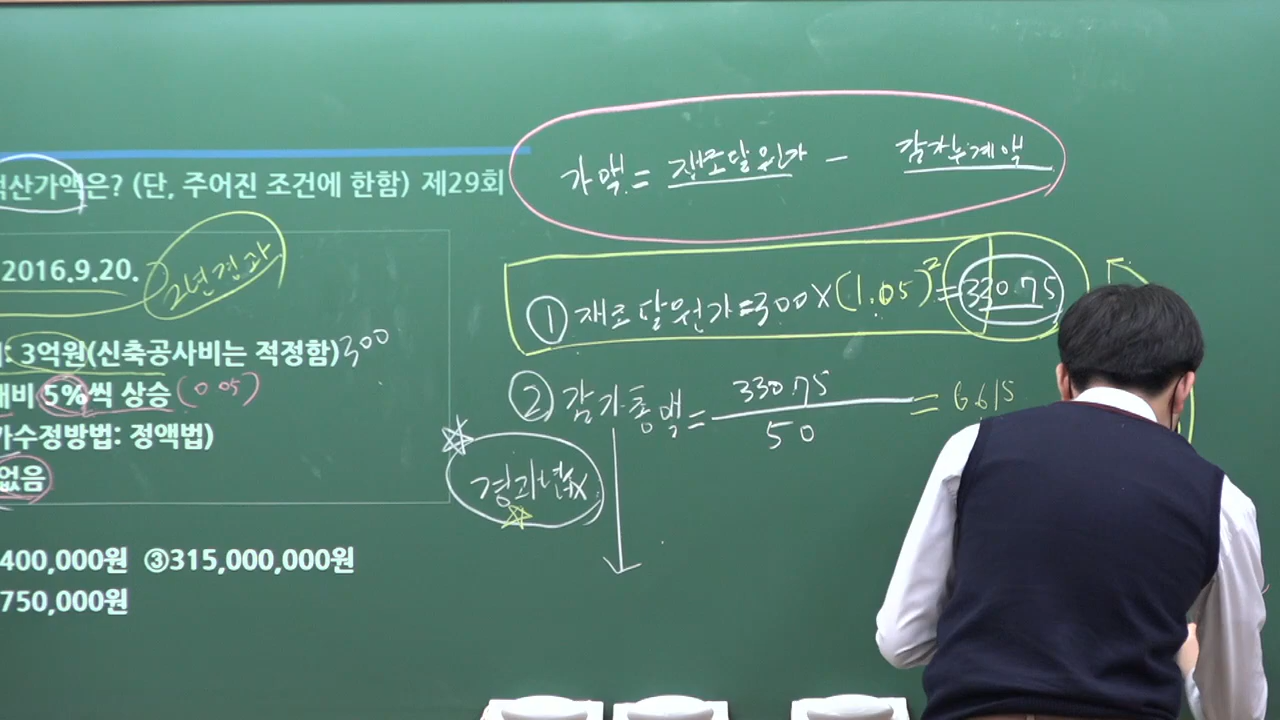 가액 = 재조달원가 - 감가누계액
적산가액은? (단, 주어진 조건에 한함) 제29회
2016.9.20.
2년경과
① 재조달원가=300×(1.05)²=330.75
: 3억원(신축공사비는 적정함) 300
대비 5%씩 상승 (0.05)
② 감가총액= 330.75 / 50 = 6.615
가수정방법: 정액법)
없음
경과년수x
400,000원 ③315,000,000원
750,000원